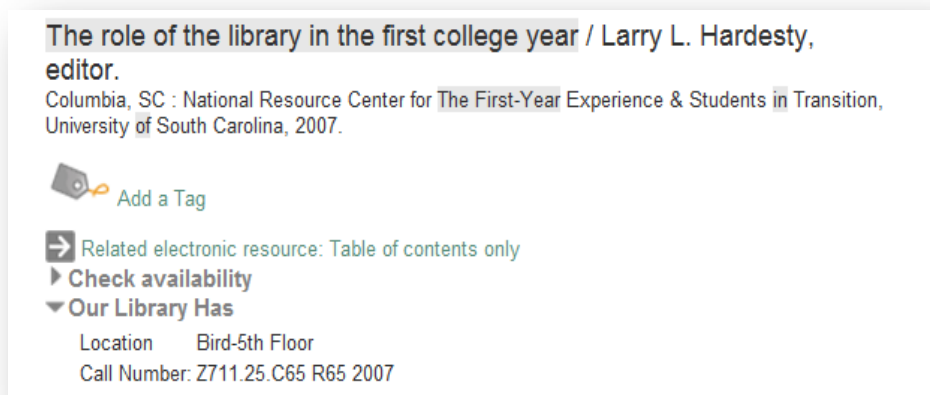 The role of the library in the first college year / Larry L. Hardesty,
editor.
Columbia, SC : National Resource Center for The First-Year Experience & Students in Transition,
University of South Carolina, 2007.
Add a Tag
Related electronic resource: Table of contents only
Check availability
Our Library Has
Location Bird-5th Floor
Call Number: Z711.25.C65 R65 2007